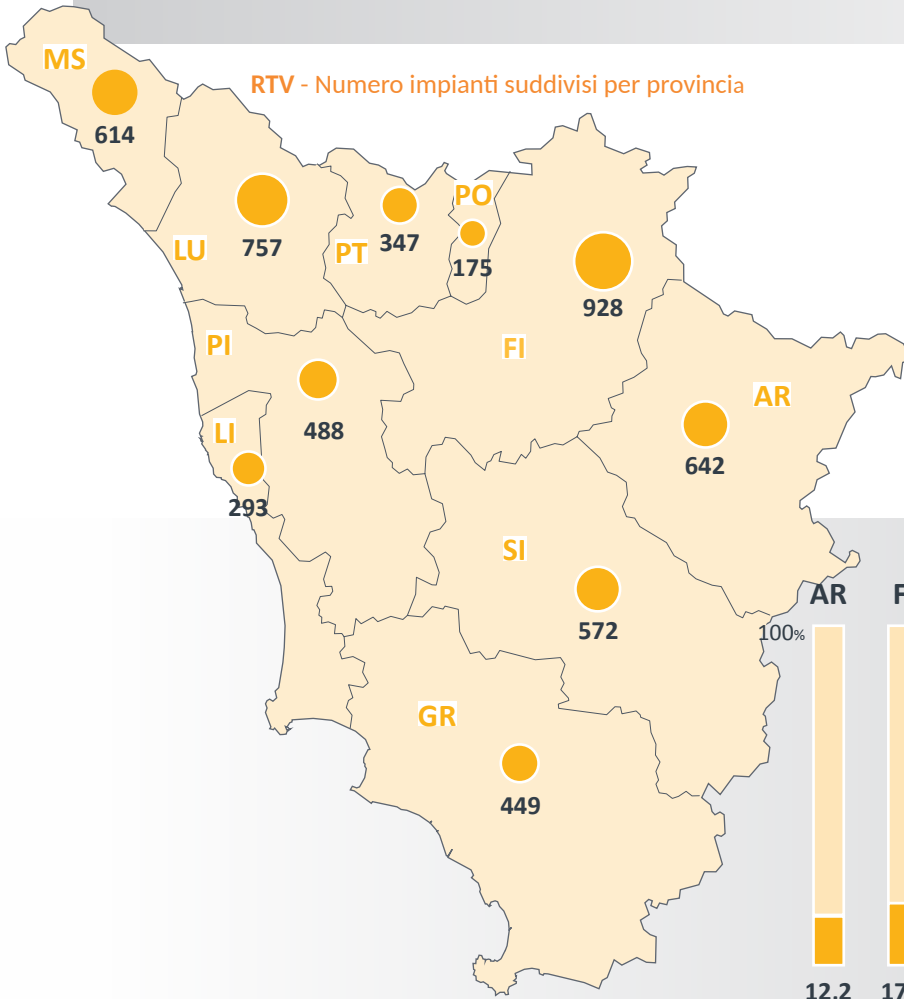 RTV - Numero impianti suddivisi per provincia
MS
614
LU
757
PT
347
PO
175
928
FI
PI
488
AR
642
LI
293
SI
572
GR
449
AR
100%
12,2
17